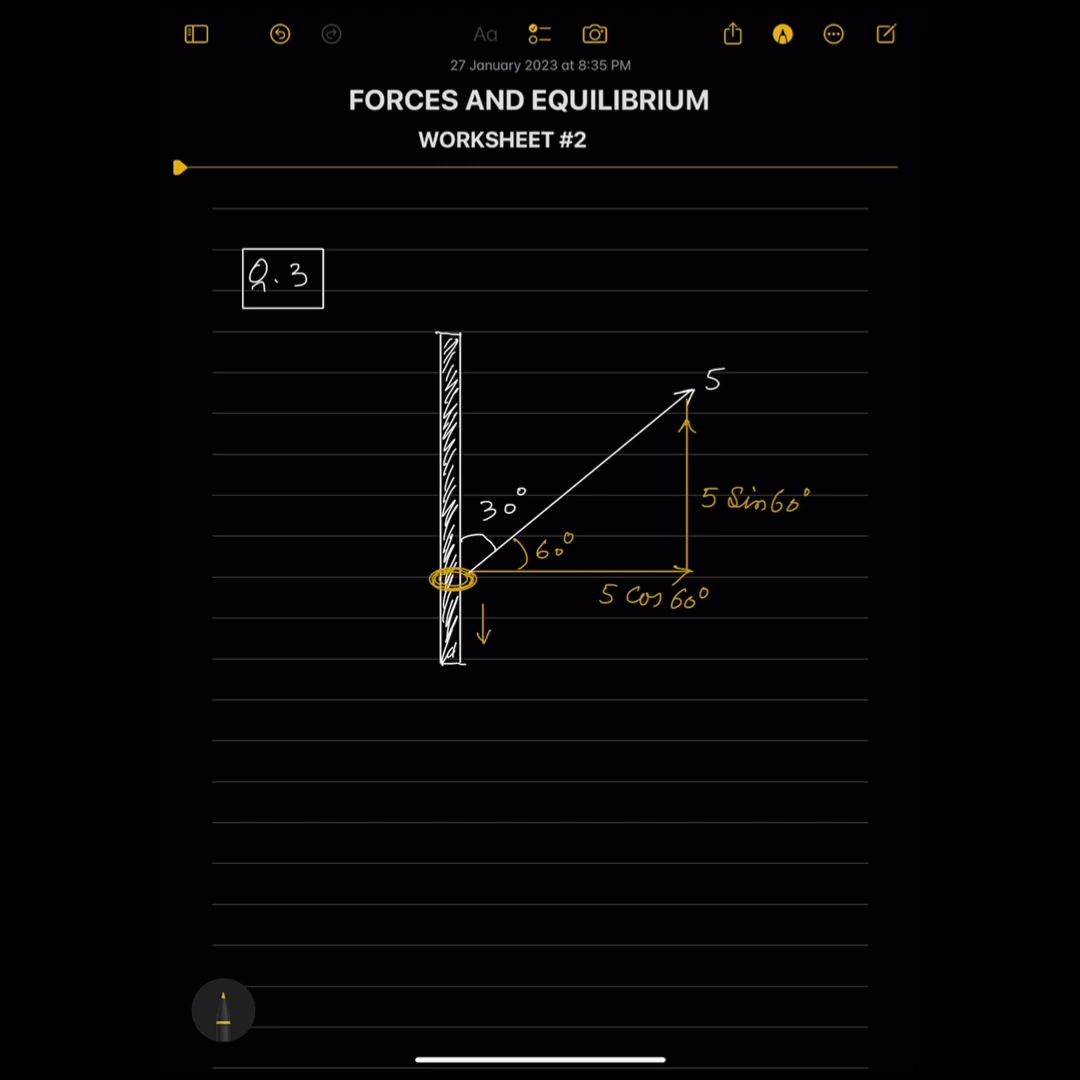 Aa
27 January 2023 at 8:35 PM
FORCES AND EQUILIBRIUM
WORKSHEET #2
Q.3
5
30°
5 Sin60°
60°
5 Cos 60°